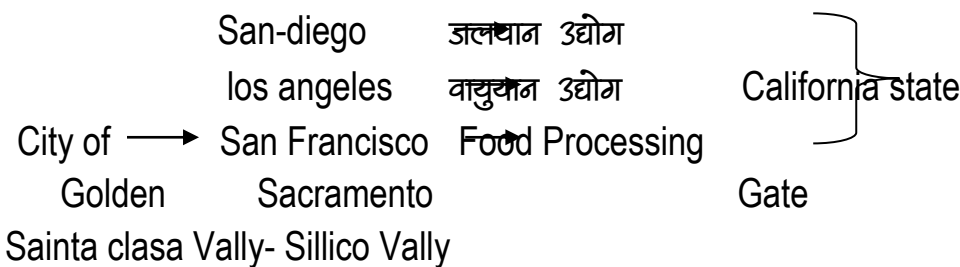 San-diego जलयान उद्योग
los angeles वायुयान उद्योग California state
City of San Francisco Food Processing
Golden Sacramento Gate
Sainta clasa Vally- Sillico Vally